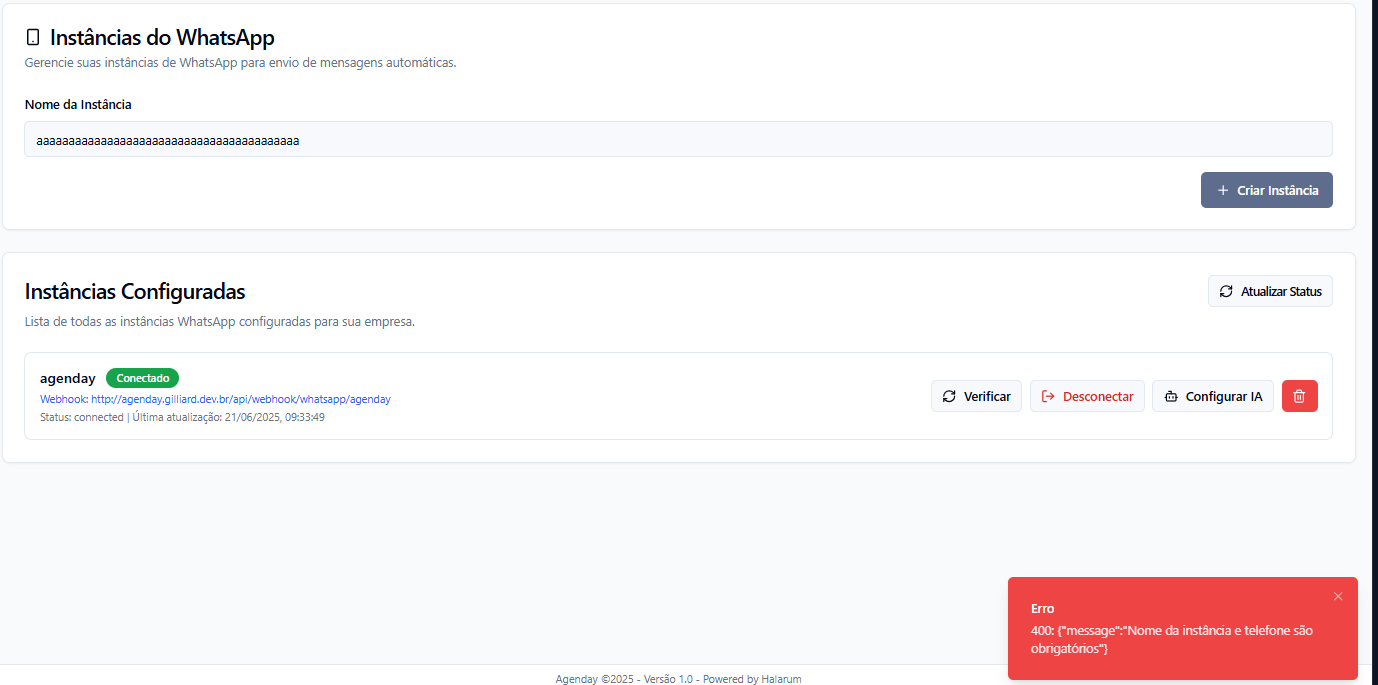 Instâncias do WhatsApp
Gerencie suas instâncias de WhatsApp para envio de mensagens automáticas.
Nome da Instância
aaaaaaaaaaaaaaaaaaaaaaaaaaaaaaaaaaaaaaaaa
Criar Instância
Instâncias Configuradas
Atualizar Status
Lista de todas as instâncias WhatsApp configuradas para sua empresa.
agenday Conectado
Webhook: http://agenday.gilliard.dev.br/api/webhook/whatsapp/agenday
Status: connected | Última atualização: 21/06/2025, 09:33:49
Verificar Desconectar Configurar IA
Erro
400: {"message":"Nome da instância e telefone são
obrigatórios"}
Agenday ©2025 - Versão 1.0 - Powered by Halarum